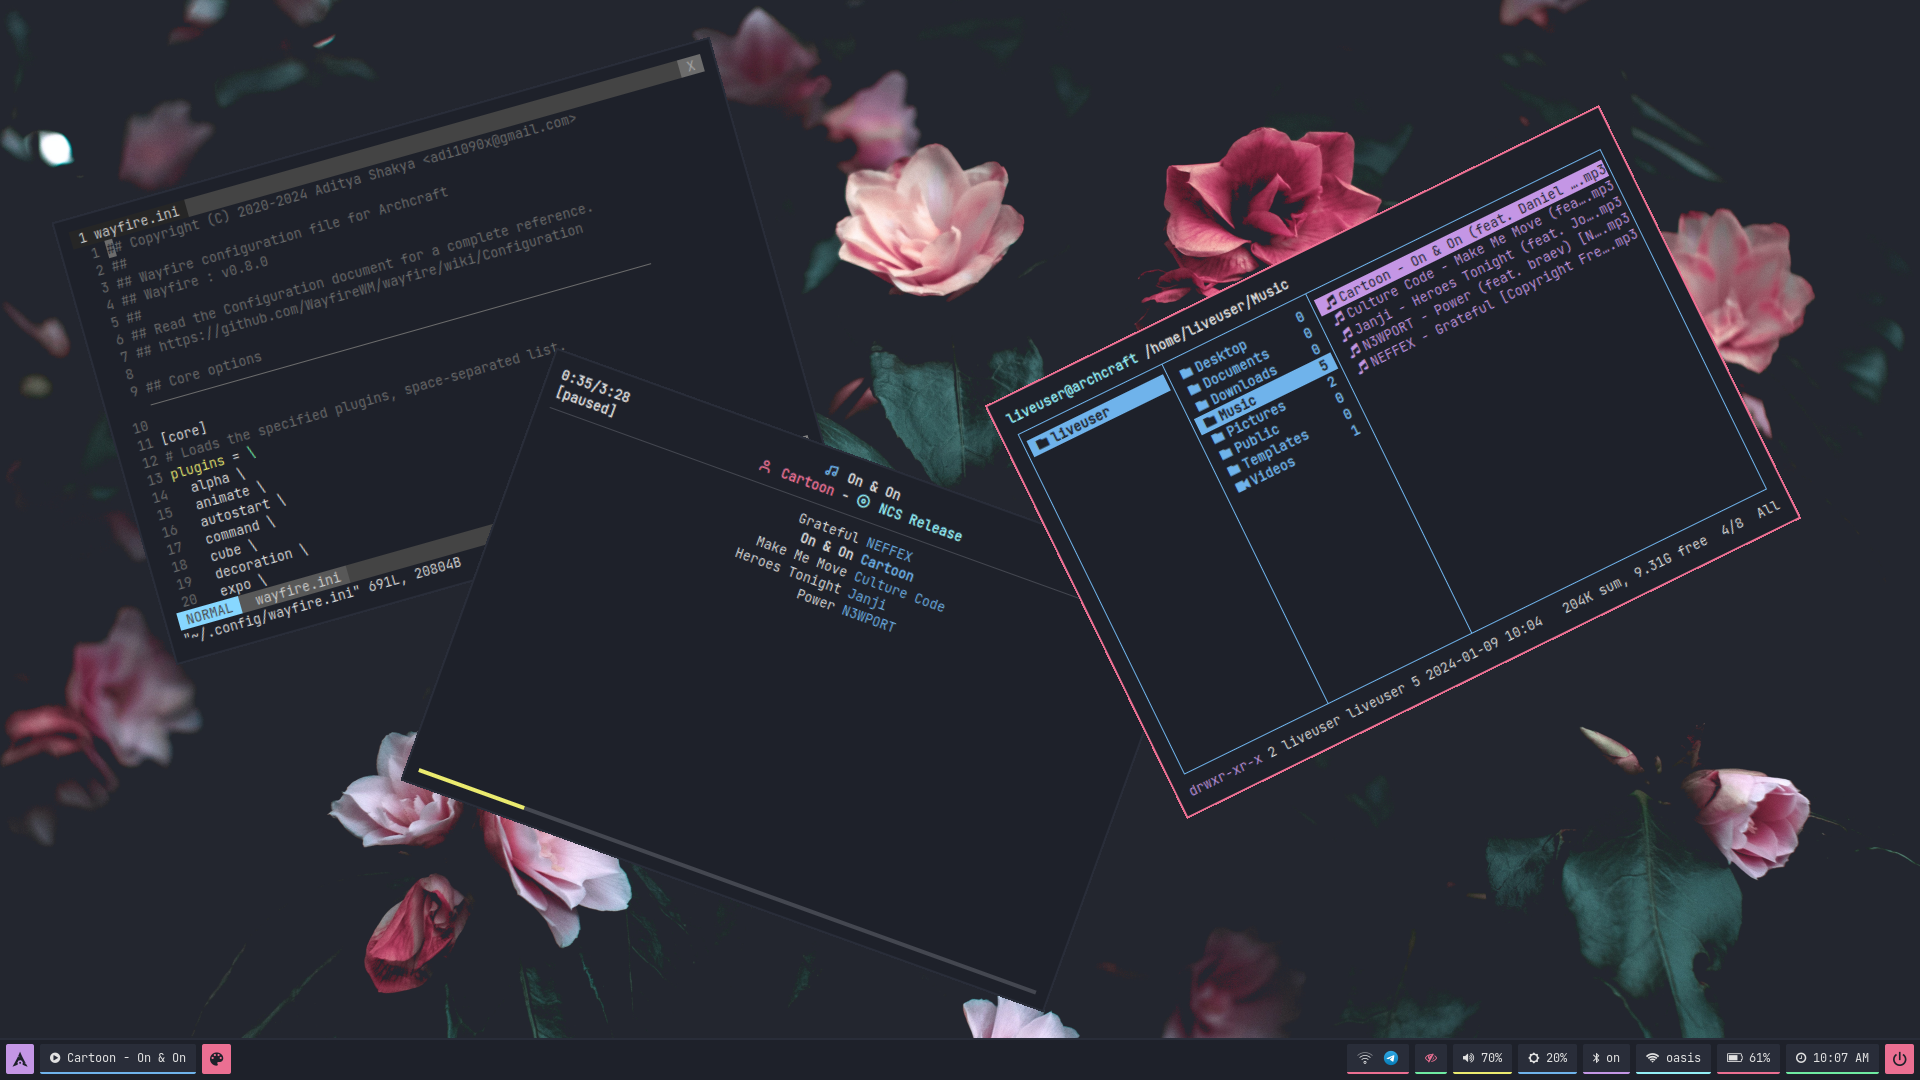 1 wayfire.ini
X
1 ## Copyright (C) 2020-2024 Aditya Shakya <adi1090x@gmail.com>
2 ##
3 ## Wayfire configuration file for Archcraft
4 ## Wayfire : v0.8.0
5 ##
6 ## Read the Configuration document for a complete reference.
7 ## https://github.com/WayfireWM/wayfire/wiki/Configuration
8
9 ## Core options
10
11 [core]
12 # Loads the specified plugins, space-separated list.
13 plugins = \
14 alpha \
15 animate \
16 autostart \
17 command \
18 cube \
19 decoration \
20 expo \
NORMAL wayfire.ini
"~/.config/wayfire.ini" 691L, 20804B
0:35/3:28
[paused]
On & On
Cartoon - NCS Release
Grateful NEFFEX
On & On Cartoon
Make Me Move Culture Code
Heroes Tonight Janji
Power N3WPORT
liveuser@archcraft /home/liveuser/Music
liveuser
Desktop 0
Documents 0
Downloads 0
Music 5
Pictures 2
Public 0
Templates 0
Videos 1
Cartoon - On & On (feat. Daniel ….mp3
Culture Code - Make Me Move (fea….mp3
Janji - Heroes Tonight (feat. Jo….mp3
N3WPORT - Power (feat. braev) [N….mp3
NEFFEX - Grateful [Copyright Fre….mp3
drwxr-xr-x 2 liveuser liveuser 5 2024-01-09 10:04 204K sum, 9.31G free 4/8 All
Cartoon - On & On
70%
20%
on
oasis
61%
10:07 AM